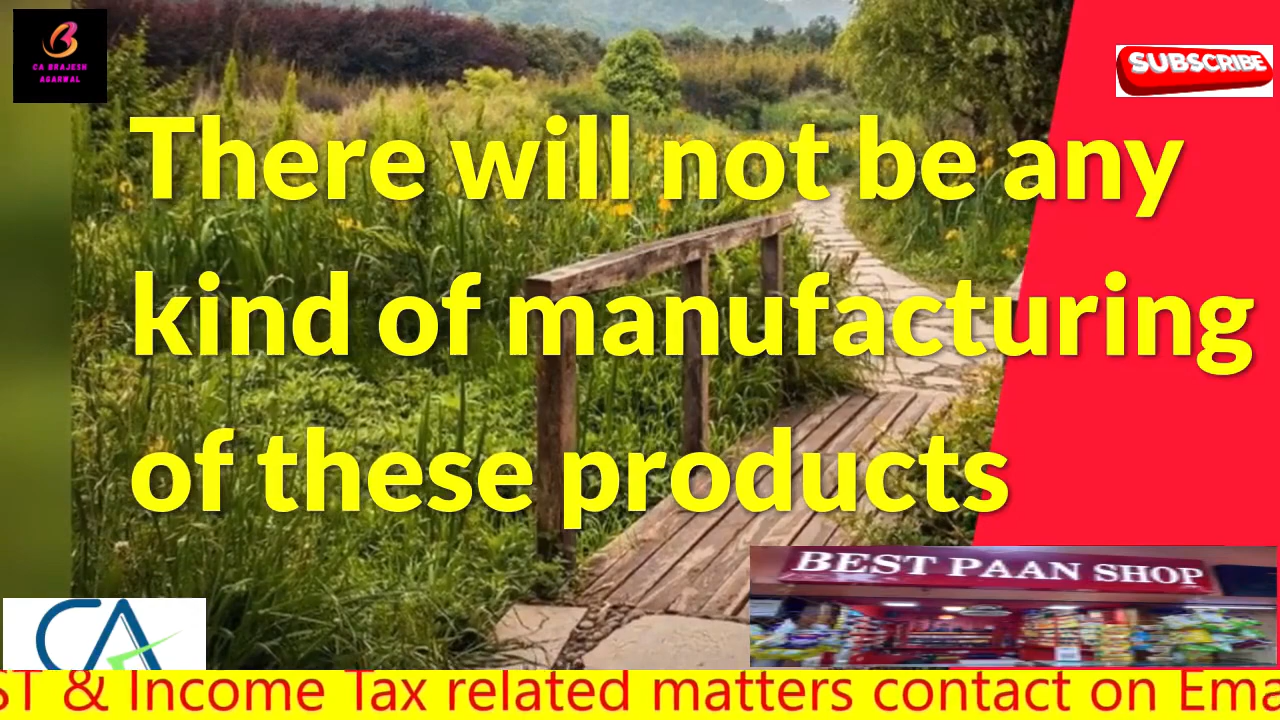 CA BRAJESH
AGARWAL
SUBSCRIBE
There will not be any
kind of manufacturing
of these products
BEST PAAN SHOP
CA
ST & Income Tax related matters contact on Ema